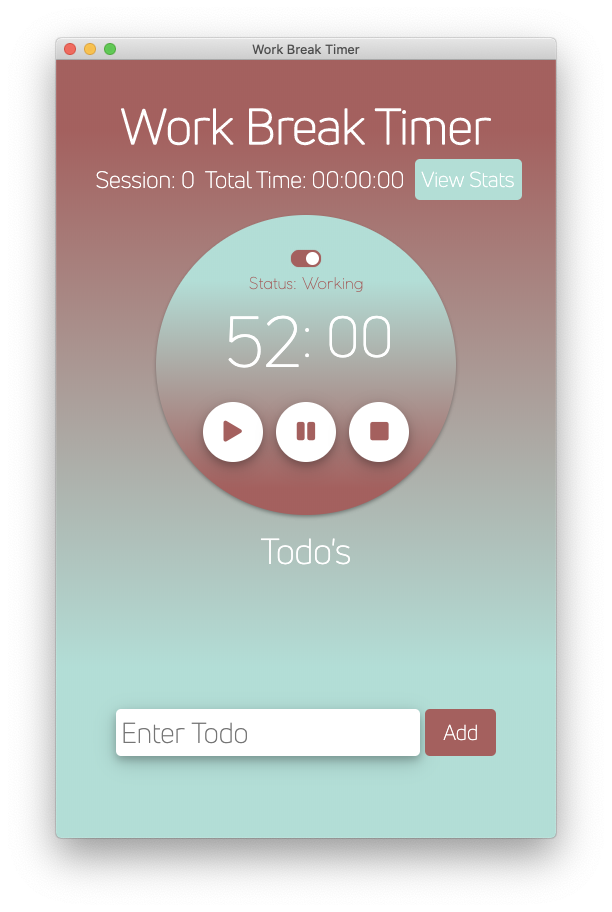 Work Break Timer
Work Break Timer
Session: 0 Total Time: 00:00:00 View Stats
Status: Working
52: 00
Todo's
Enter Todo Add